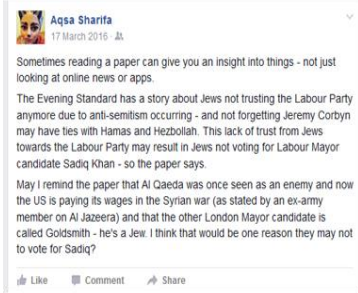 Aqsa Sharifa
17 March 2016 ·
Sometimes reading a paper can give you an insight into things - not just
looking at online news or apps.
The Evening Standard has a story about Jews not trusting the Labour Party
anymore due to anti-semitism occurring - and not forgetting Jeremy Corbyn
may have ties with Hamas and Hezbollah. This lack of trust from Jews
towards the Labour Party may result in Jews not voting for Labour Mayor
candidate Sadiq Khan - so the paper says.
May I remind the paper that Al Qaeda was once seen as an enemy and now
the US is paying its wages in the Syrian war (as stated by an ex-army
member on Al Jazeera) and that the other London Mayor candidate is
called Goldsmith - he's a Jew. I think that would be one reason they may not
to vote for Sadiq?
Like Comment Share